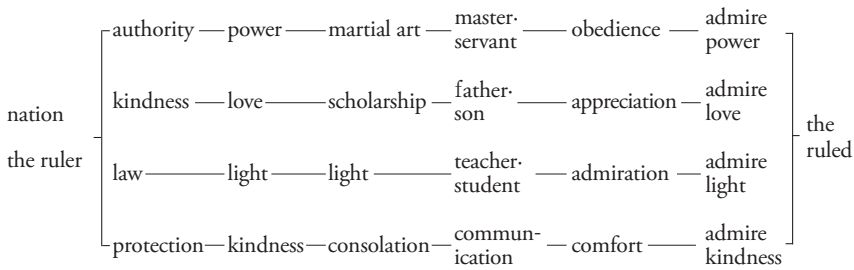 authority power martial art master· servant obedience admire power
kindness love scholarship father· son appreciation admire love
nation
the ruler
the ruled
law light light teacher· student admiration admire light
protection kindness consolation commun- ication comfort admire kindness